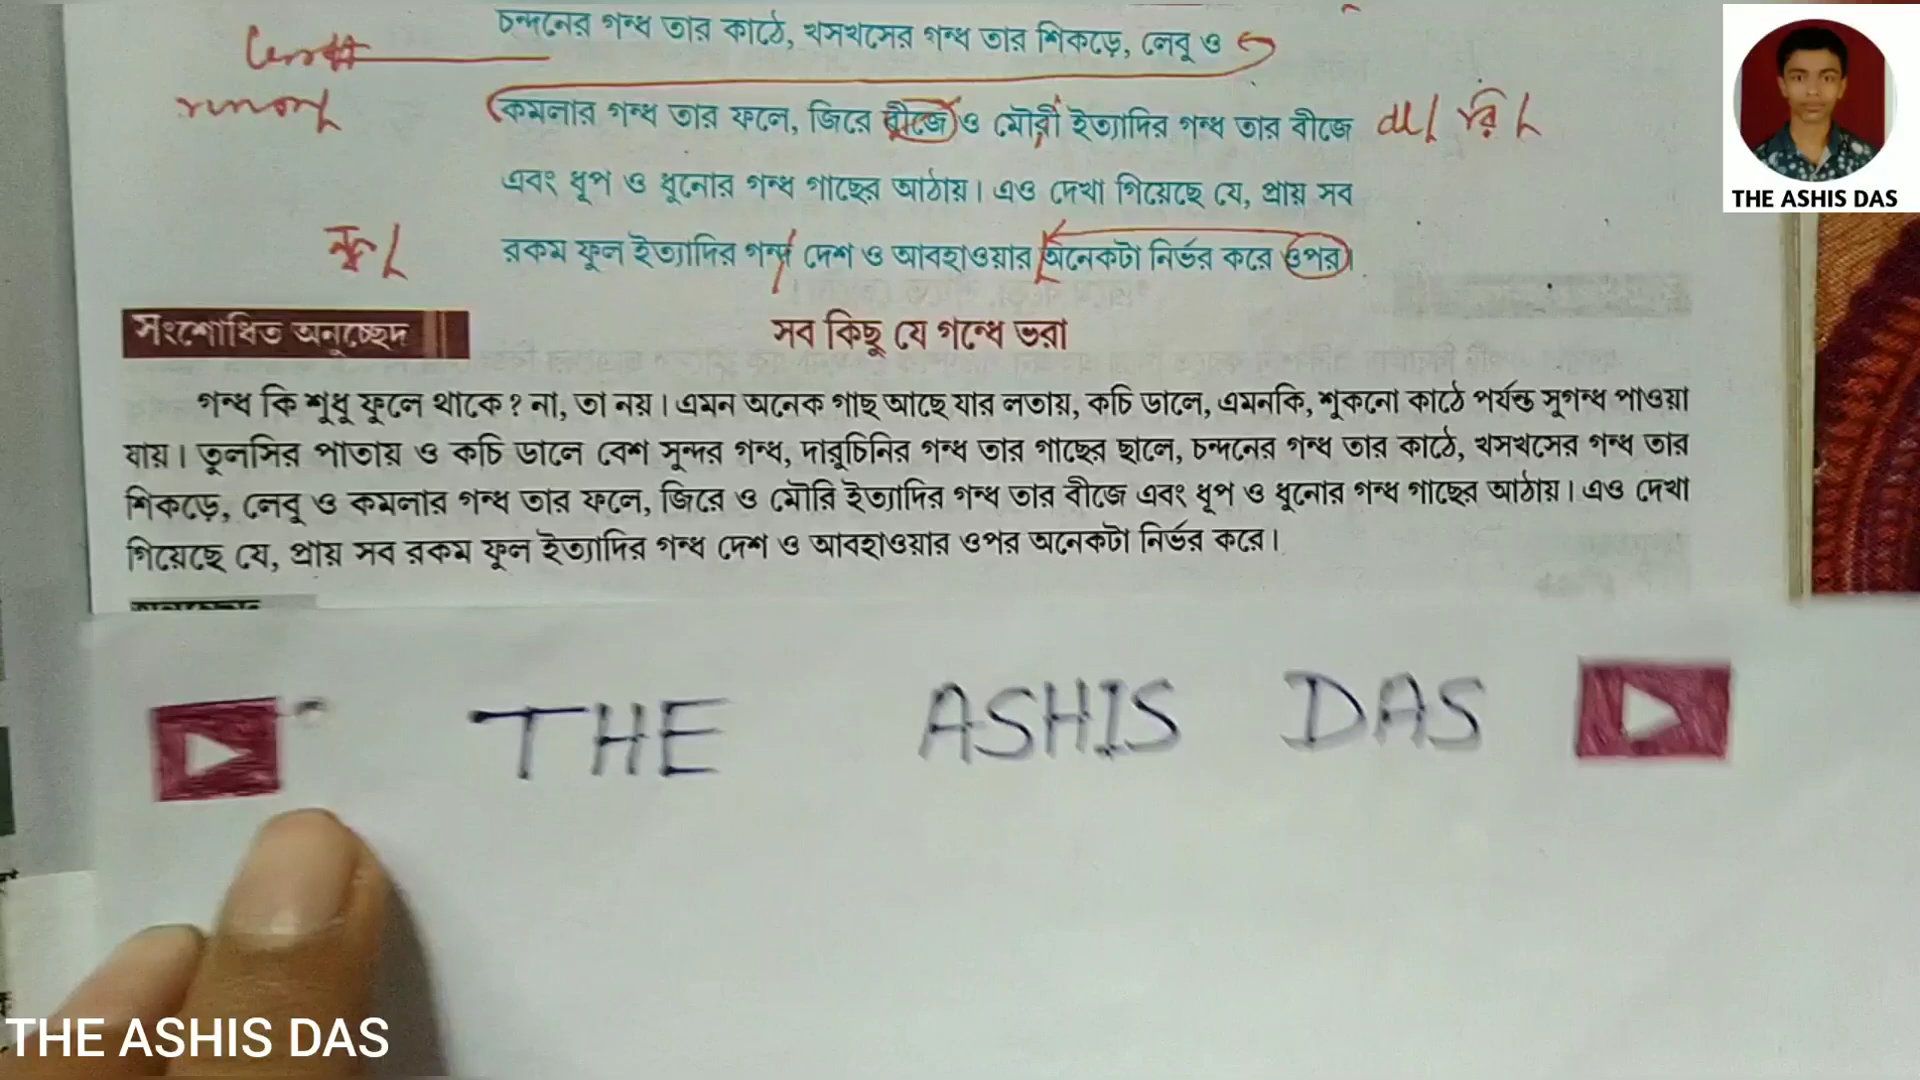 চন্দনের গন্ধ তার কাঠে, খসখসের গন্ধ তার শিকড়ে, লেবু ও
run on/
কমলার গন্ধ তার ফলে, জিরে বীজে ও মৌরী ইত্যাদির গন্ধ তার বীজে dl/ রি/
এবং ধূপ ও ধুনোর গন্ধ গাছের আঠায়। এও দেখা গিয়েছে যে, প্রায় সব
রকম ফুল ইত্যাদির গন্দ দেশ ও আবহাওয়ার অনেকটা নির্ভর করে ওপর।
সংশোধিত অনুচ্ছেদ
সব কিছু যে গন্ধে ভরা
গন্ধ কি শুধু ফুলে থাকে? না, তা নয়। এমন অনেক গাছ আছে যার লতায়, কচি ডালে, এমনকি, শুকনো কাঠে পর্যন্ত সুগন্ধ পাওয়া
যায়। তুলসির পাতায় ও কচি ডালে বেশ সুন্দর গন্ধ, দারুচিনির গন্ধ তার গাছের ছালে, চন্দনের গন্ধ তার কাঠে, খসখসের গন্ধ তার
শিকড়ে, লেবু ও কমলার গন্ধ তার ফলে, জিরে ও মৌরি ইত্যাদির গন্ধ তার বীজে এবং ধূপ ও ধুনোর গন্ধ গাছের আঠায়। এও দেখা
গিয়েছে যে, প্রায় সব রকম ফুল ইত্যাদির গন্ধ দেশ ও আবহাওয়ার ওপর অনেকটা নির্ভর করে।
THE ASHIS DAS
THE ASHIS DAS
THE ASHIS DAS